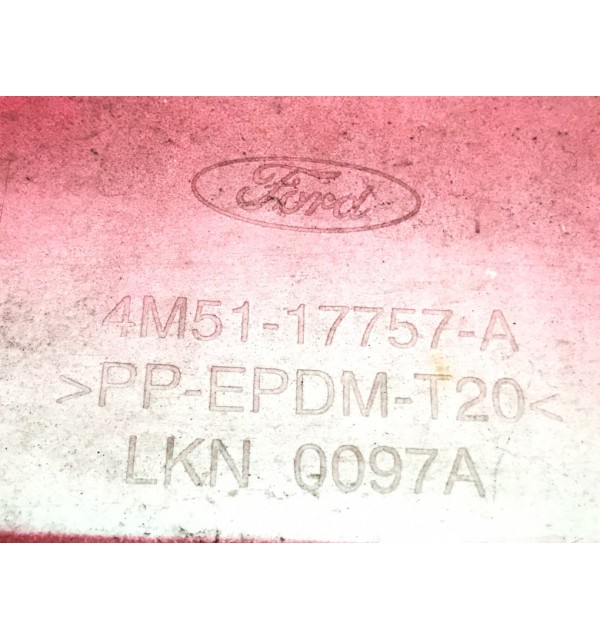 Ford
4M51-17757-A
>PP-EPDM-T20<
LKN 0097A